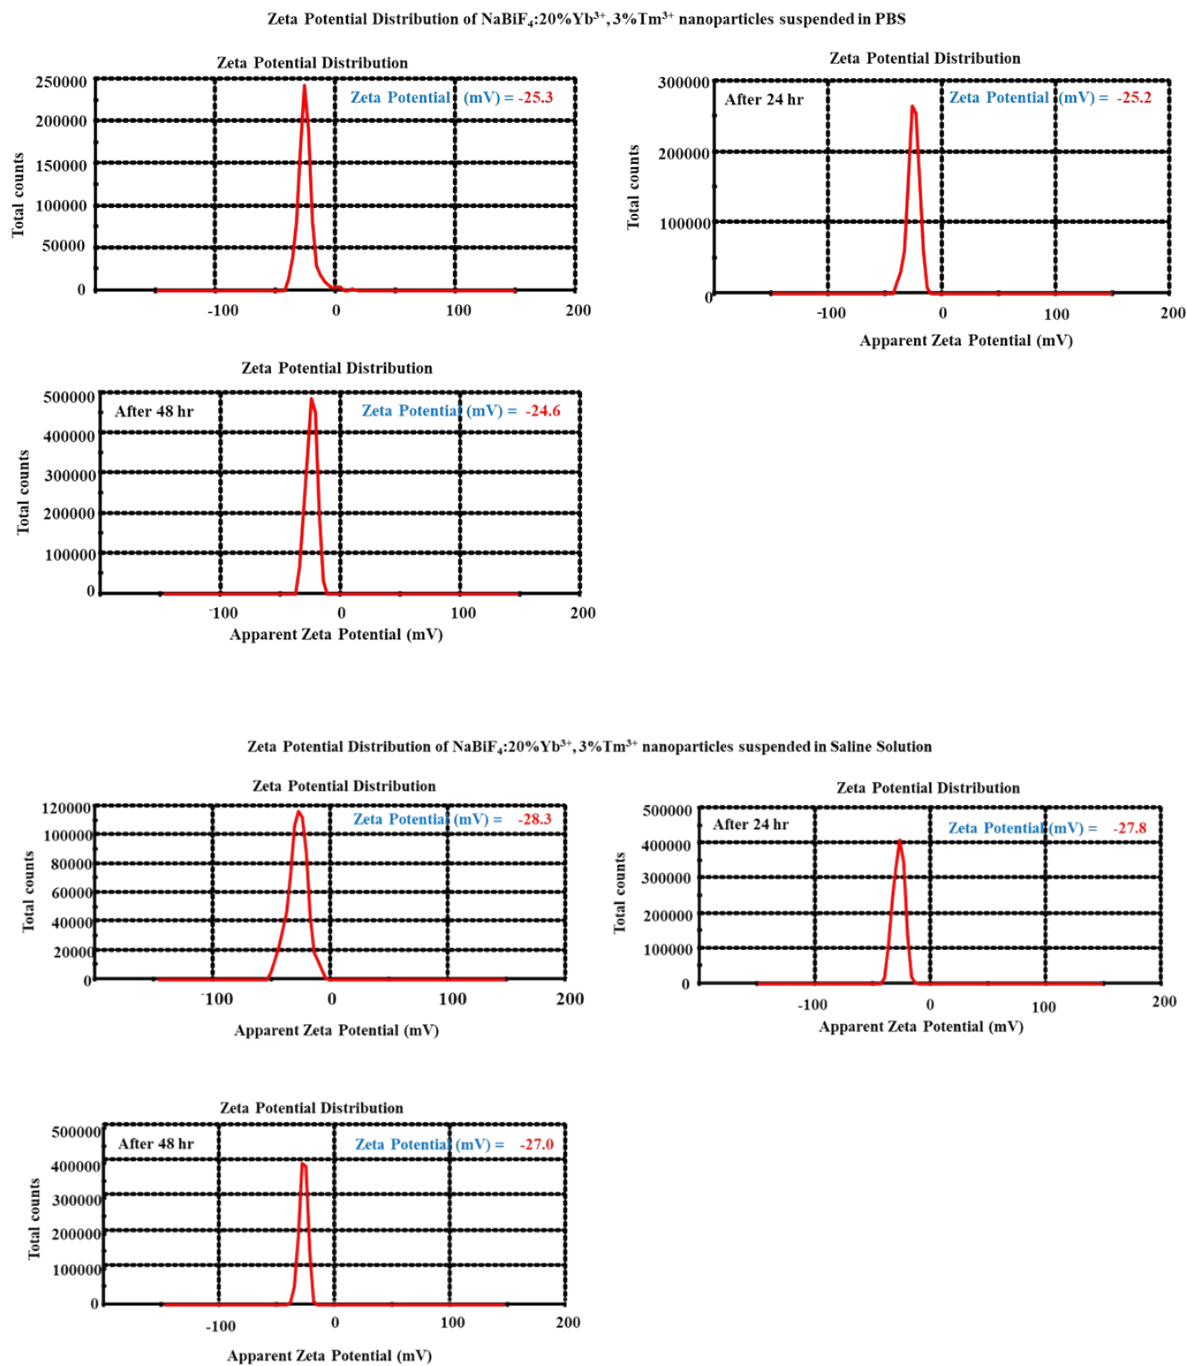 Zeta Potential Distribution of NaBiF₄:20%Yb³⁺, 3%Tm³⁺ nanoparticles suspended in PBS
Zeta Potential Distribution
Zeta Potential (mV) = -25.3
250000
200000
150000
100000
50000
0
Total counts
-100 0 100 200
Zeta Potential Distribution
After 24 hr
Zeta Potential (mV) = -25.2
300000
200000
100000
0
Total counts
-100 0 100 200
Apparent Zeta Potential (mV)
Zeta Potential Distribution
After 48 hr
Zeta Potential (mV) = -24.6
500000
400000
300000
200000
100000
0
Total counts
-100 0 100 200
Apparent Zeta Potential (mV)
Zeta Potential Distribution of NaBiF₄:20%Yb³⁺, 3%Tm³⁺ nanoparticles suspended in Saline Solution
Zeta Potential Distribution
Zeta Potential (mV) = -28.3
120000
100000
80000
60000
40000
20000
0
Total counts
-100 0 100 200
Apparent Zeta Potential (mV)
Zeta Potential Distribution
After 24 hr
Zeta Potential (mV) = -27.8
500000
400000
300000
200000
100000
0
Total counts
-100 0 100 200
Apparent Zeta Potential (mV)
Zeta Potential Distribution
After 48 hr
Zeta Potential (mV) = -27.0
500000
400000
300000
200000
100000
0
Total counts
-100 0 100 200
Apparent Zeta Potential (mV)